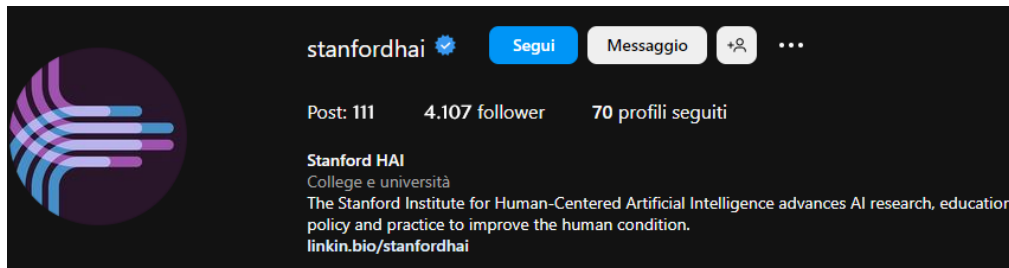 stanfordhai Segui Messaggio
Post: 111 4.107 follower 70 profili seguiti
Stanford HAI
College e università
The Stanford Institute for Human-Centered Artificial Intelligence advances AI research, education
policy and practice to improve the human condition.
linkin.bio/stanfordhai